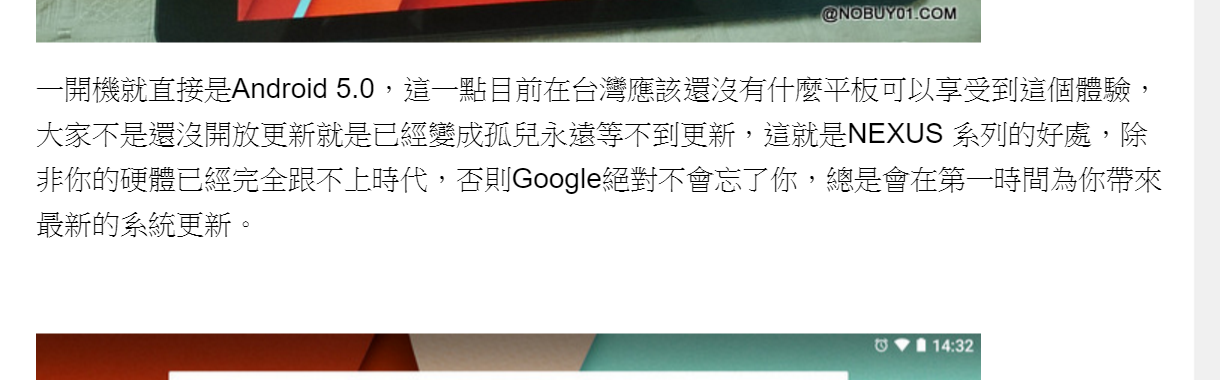 @NOBUY01.COM
一開機就直接是Android 5.0，這一點目前在台灣應該還沒有什麼平板可以享受到這個體驗，
大家不是還沒開放更新就是已經變成孤兒永遠等不到更新，這就是NEXUS 系列的好處，除
非你的硬體已經完全跟不上時代，否則Google絕對不會忘了你，總是會在第一時間為你帶來
最新的系統更新。
14:32